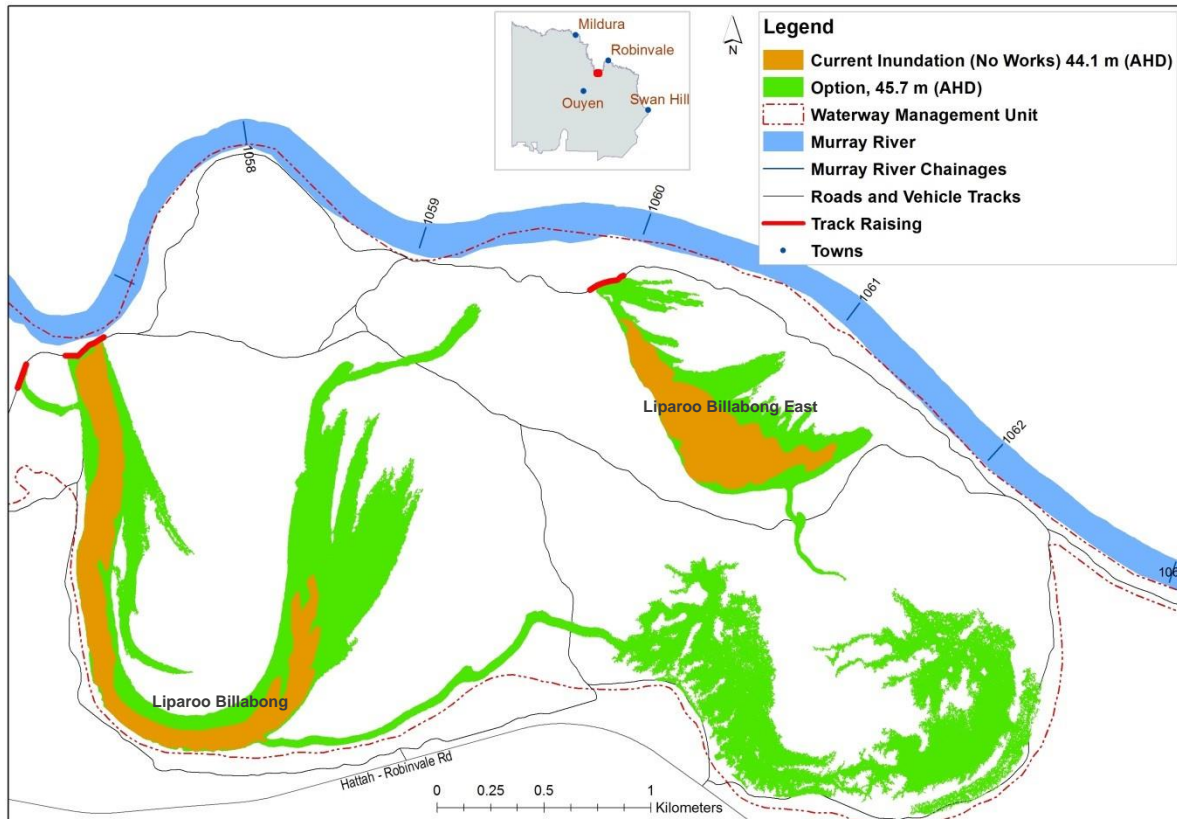 Mildura
Robinvale
Ouyen
Swan Hill
N
Legend
Current Inundation (No Works) 44.1 m (AHD)
Option, 45.7 m (AHD)
Waterway Management Unit
Murray River
Murray River Chainages
Roads and Vehicle Tracks
Track Raising
Towns
1058
1059
1060
1061
1062
Liparoo Billabong East
Liparoo Billabong
Hattah - Robinvale Rd
0 0.25 0.5 1
Kilometers